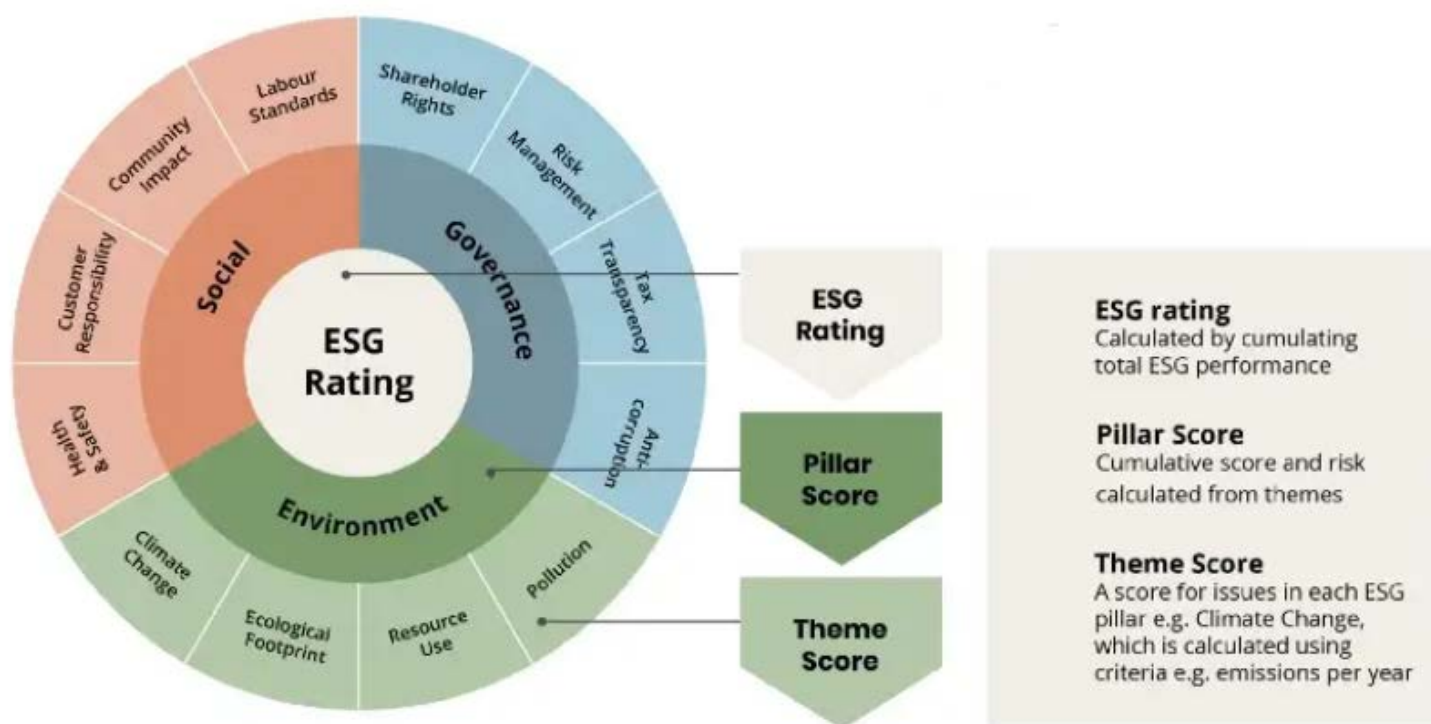 Labour
Standards
Shareholder
Rights
Community
Impact
Risk
Management
Customer
Responsibility
Tax
Transparency
Health
& Safety
Anti-
corruption
Climate
Change
Ecological
Footprint
Resource
Use
Pollution
Social
Governance
Environment
ESG
Rating
ESG
Rating
Pillar
Score
Theme
Score
ESG rating
Calculated by cumulating
total ESG performance
Pillar Score
Cumulative score and risk
calculated from themes
Theme Score
A score for issues in each ESG
pillar e.g. Climate Change,
which is calculated using
criteria e.g. emissions per year